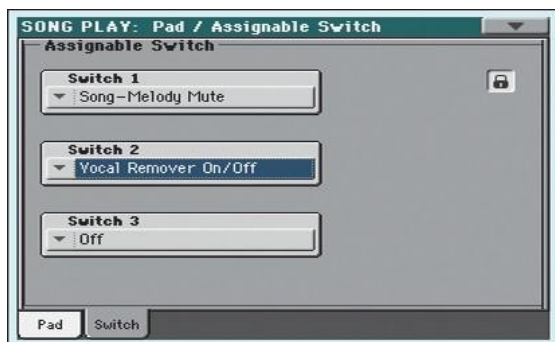 SONG PLAY: Pad / Assignable Switch
Assignable Switch
Switch 1
Song-Melody Mute
Switch 2
Vocal Remover On/Off
Switch 3
Off
Pad Switch